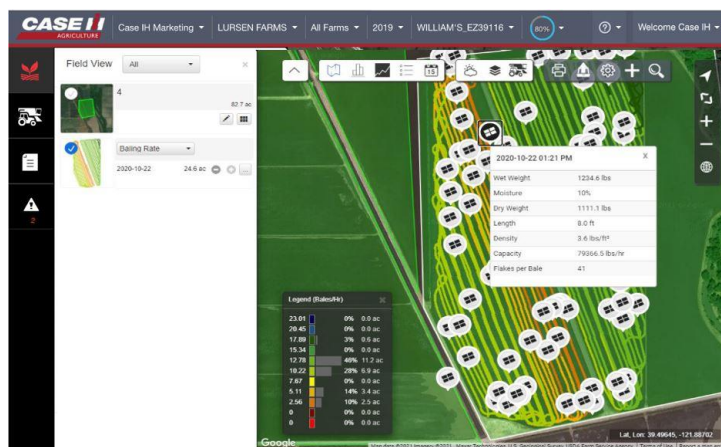 CASE IH
AGRICULTURE
Case IH Marketing
LURSEN FARMS
All Farms
2019
WILLIAM'S_EZ39116
80%
Welcome Case IH
Field View
All
4
82.7 ac
Baling Rate
2020-10-22
24.6 ac
2
15
2020-10-22 01:21 PM
X
Wet Weight 1234.6 lbs
Moisture 10%
Dry Weight 1111.1 lbs
Length 8.0 ft
Density 3.6 lbs/ft³
Capacity 79366.5 lbs/hr
Flakes per Bale 41
Legend (Bales/Hr)
23.01 0% 0.0 ac
20.45 0% 0.0 ac
17.89 3% 0.6 ac
15.34 0% 0.0 ac
12.78 46% 11.2 ac
10.22 28% 6.9 ac
7.67 0% 0.0 ac
5.11 14% 3.4 ac
2.56 10% 2.5 ac
0 0% 0.0 ac
0 0% 0.0 ac
Lat, Lon: 39.49645, -121.88702
Google